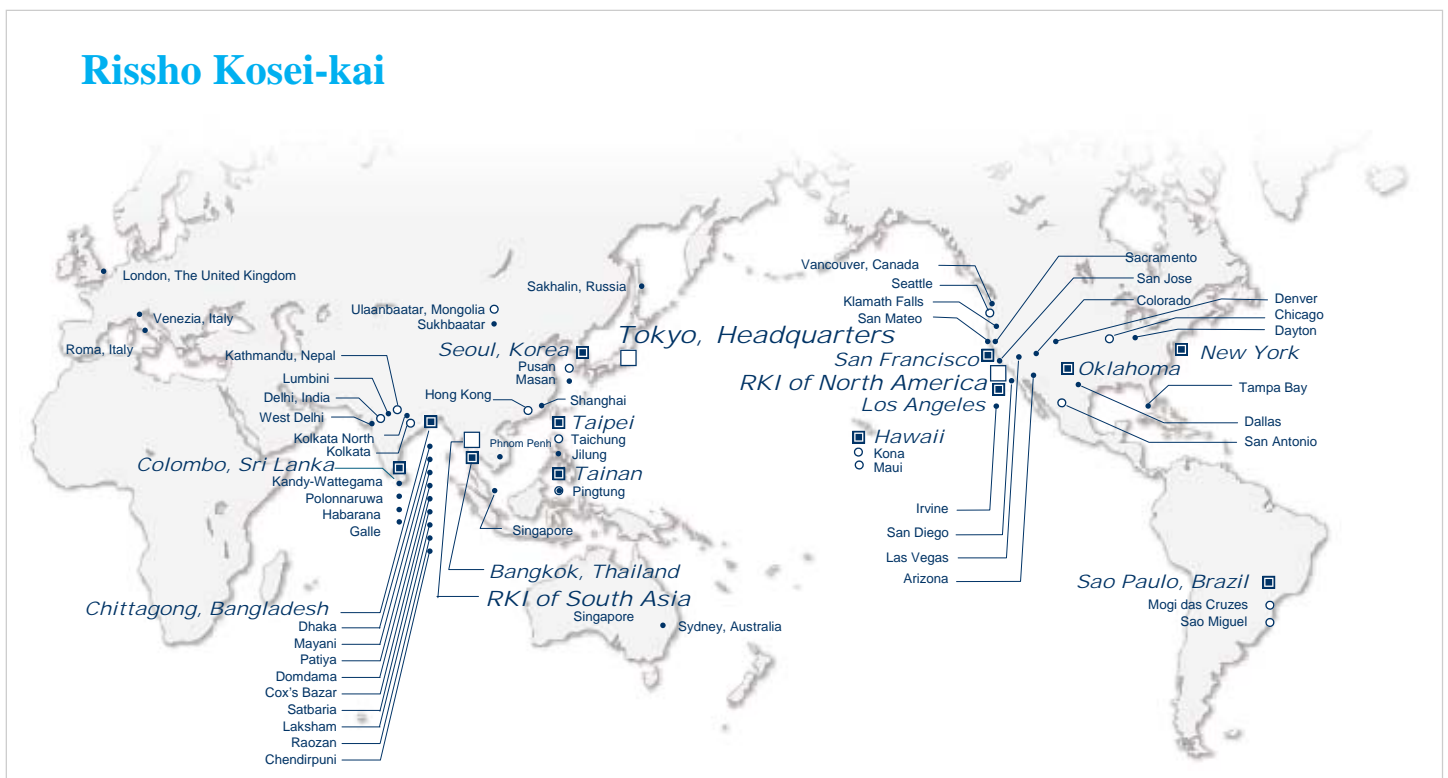 Rissho Kosei-kai
London, The United Kingdom
Venezia, Italy
Roma, Italy
Ulaanbaatar, Mongolia
Sukhbaatar
Sakhalin, Russia
Tokyo, Headquarters
Seoul, Korea
Pusan
Masan
Kathmandu, Nepal
Lumbini
Delhi, India
West Delhi
Kolkata North
Kolkata
Hong Kong
Shanghai
Taipei
Taichung
Jilung
Tainan
Pingtung
Phnom Penh
Colombo, Sri Lanka
Kandy-Wattegama
Polonnaruwa
Habarana
Galle
Singapore
Bangkok, Thailand
RKI of South Asia
Singapore
Sydney, Australia
Chittagong, Bangladesh
Dhaka
Mayani
Patiya
Domdama
Cox's Bazar
Satbaria
Laksham
Raozan
Chendirpuni
Vancouver, Canada
Seattle
Klamath Falls
San Mateo
San Francisco
RKI of North America
Los Angeles
Hawaii
Kona
Maui
Irvine
San Diego
Las Vegas
Arizona
Sacramento
San Jose
Colorado
Denver
Chicago
Dayton
New York
Oklahoma
Tampa Bay
Dallas
San Antonio
Sao Paulo, Brazil
Mogi das Cruzes
Sao Miguel